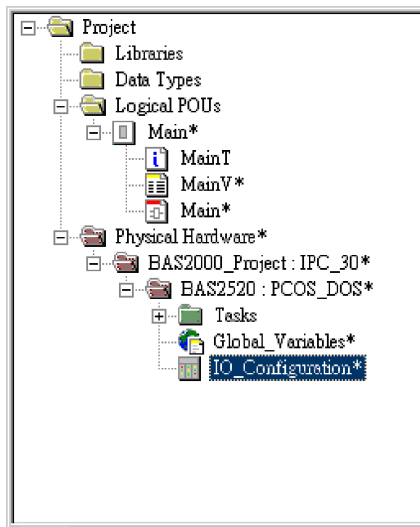 Project
Libraries
Data Types
Logical POUs
Main*
MainT
MainV*
Main*
Physical Hardware*
BAS2000_Project : IPC_30*
BAS2520 : PCOS_DOS*
Tasks
Global_Variables*
IO_Configuration*